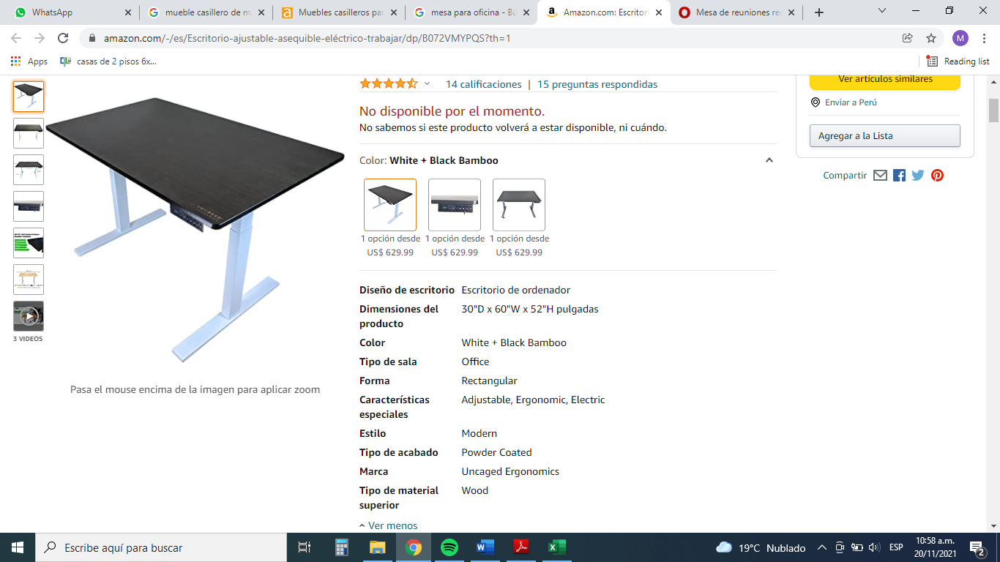 WhatsApp
mueble casillero de m
Muebles casilleros par
mesa para oficina - Bú
Amazon.com: Escritori
Mesa de reuniones re
amazon.com/-/es/Escritorio-ajustable-asequible-eléctrico-trabajar/dp/B072VMYPQS?th=1
M
Apps
casas de 2 pisos 6x...
Reading list
14 calificaciones | 15 preguntas respondidas
Ver artículos similares
No disponible por el momento.
No sabemos si este producto volverá a estar disponible, ni cuándo.
Enviar a Perú
Agregar a la Lista
Compartir
Color: White + Black Bamboo
1 opción desde 1 opción desde 1 opción desde
US$ 629.99 US$ 629.99 US$ 629.99
UNCAGED
3 VIDEOS
Pasa el mouse encima de la imagen para aplicar zoom
Diseño de escritorio Escritorio de ordenador
Dimensiones del 30"D x 60"W x 52"H pulgadas
producto
Color White + Black Bamboo
Tipo de sala Office
Forma Rectangular
Características Adjustable, Ergonomic, Electric
especiales
Estilo Modern
Tipo de acabado Powder Coated
Marca Uncaged Ergonomics
Tipo de material Wood
superior
Ver menos
Escribe aquí para buscar
19°C Nublado
ESP
10:58 a.m.
20/11/2021
2